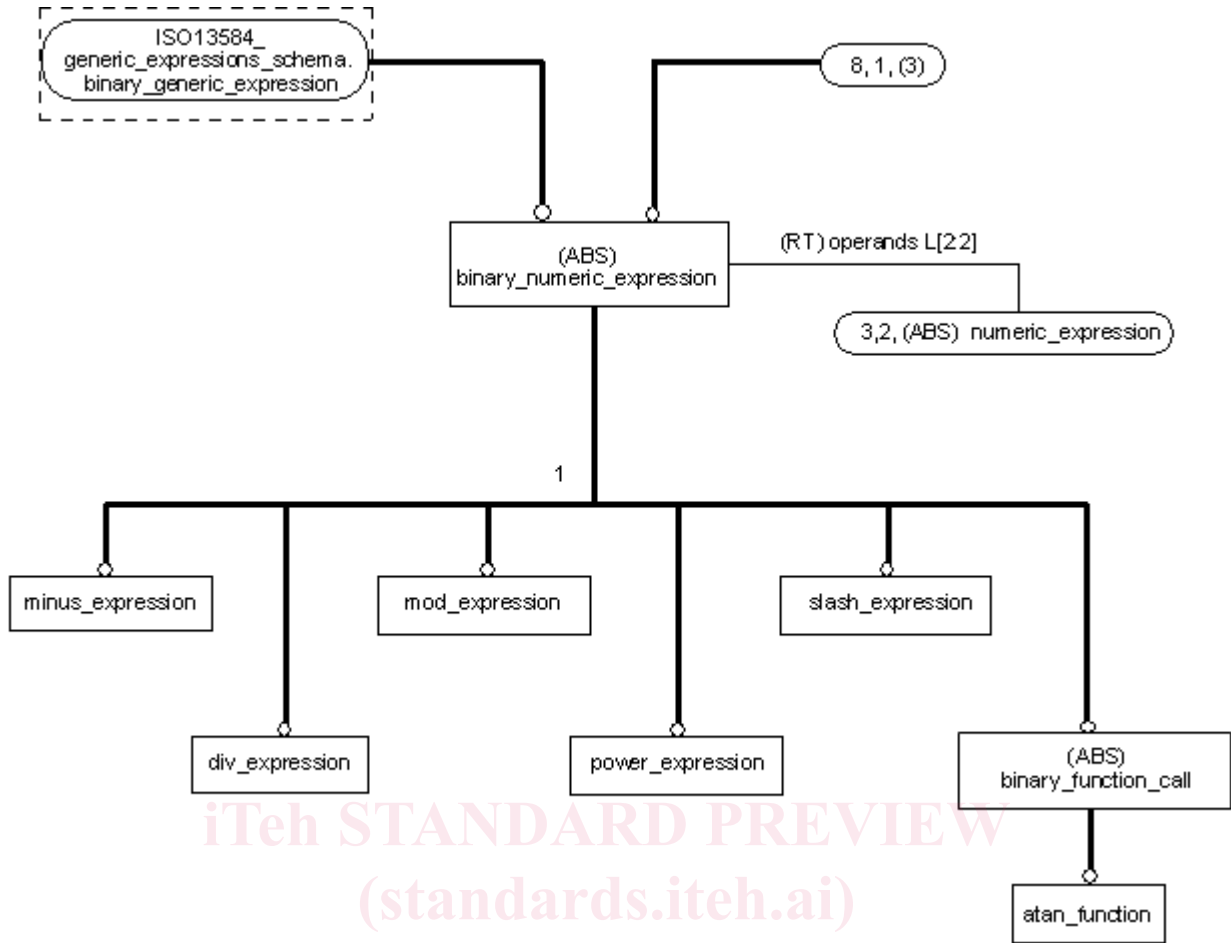 ISO13584_
generic_expressions_schema.
binary_generic_expression
8, 1, (3)
(ABS)
binary_numeric_expression
(RT) operands L[2:2]
3,2, (ABS) numeric_expression
1
minus_expression
mod_expression
slash_expression
div_expression
power_expression
(ABS)
binary_function_call
iTeh STANDARD PREVIEW
(standards.iteh.ai)
atan_function